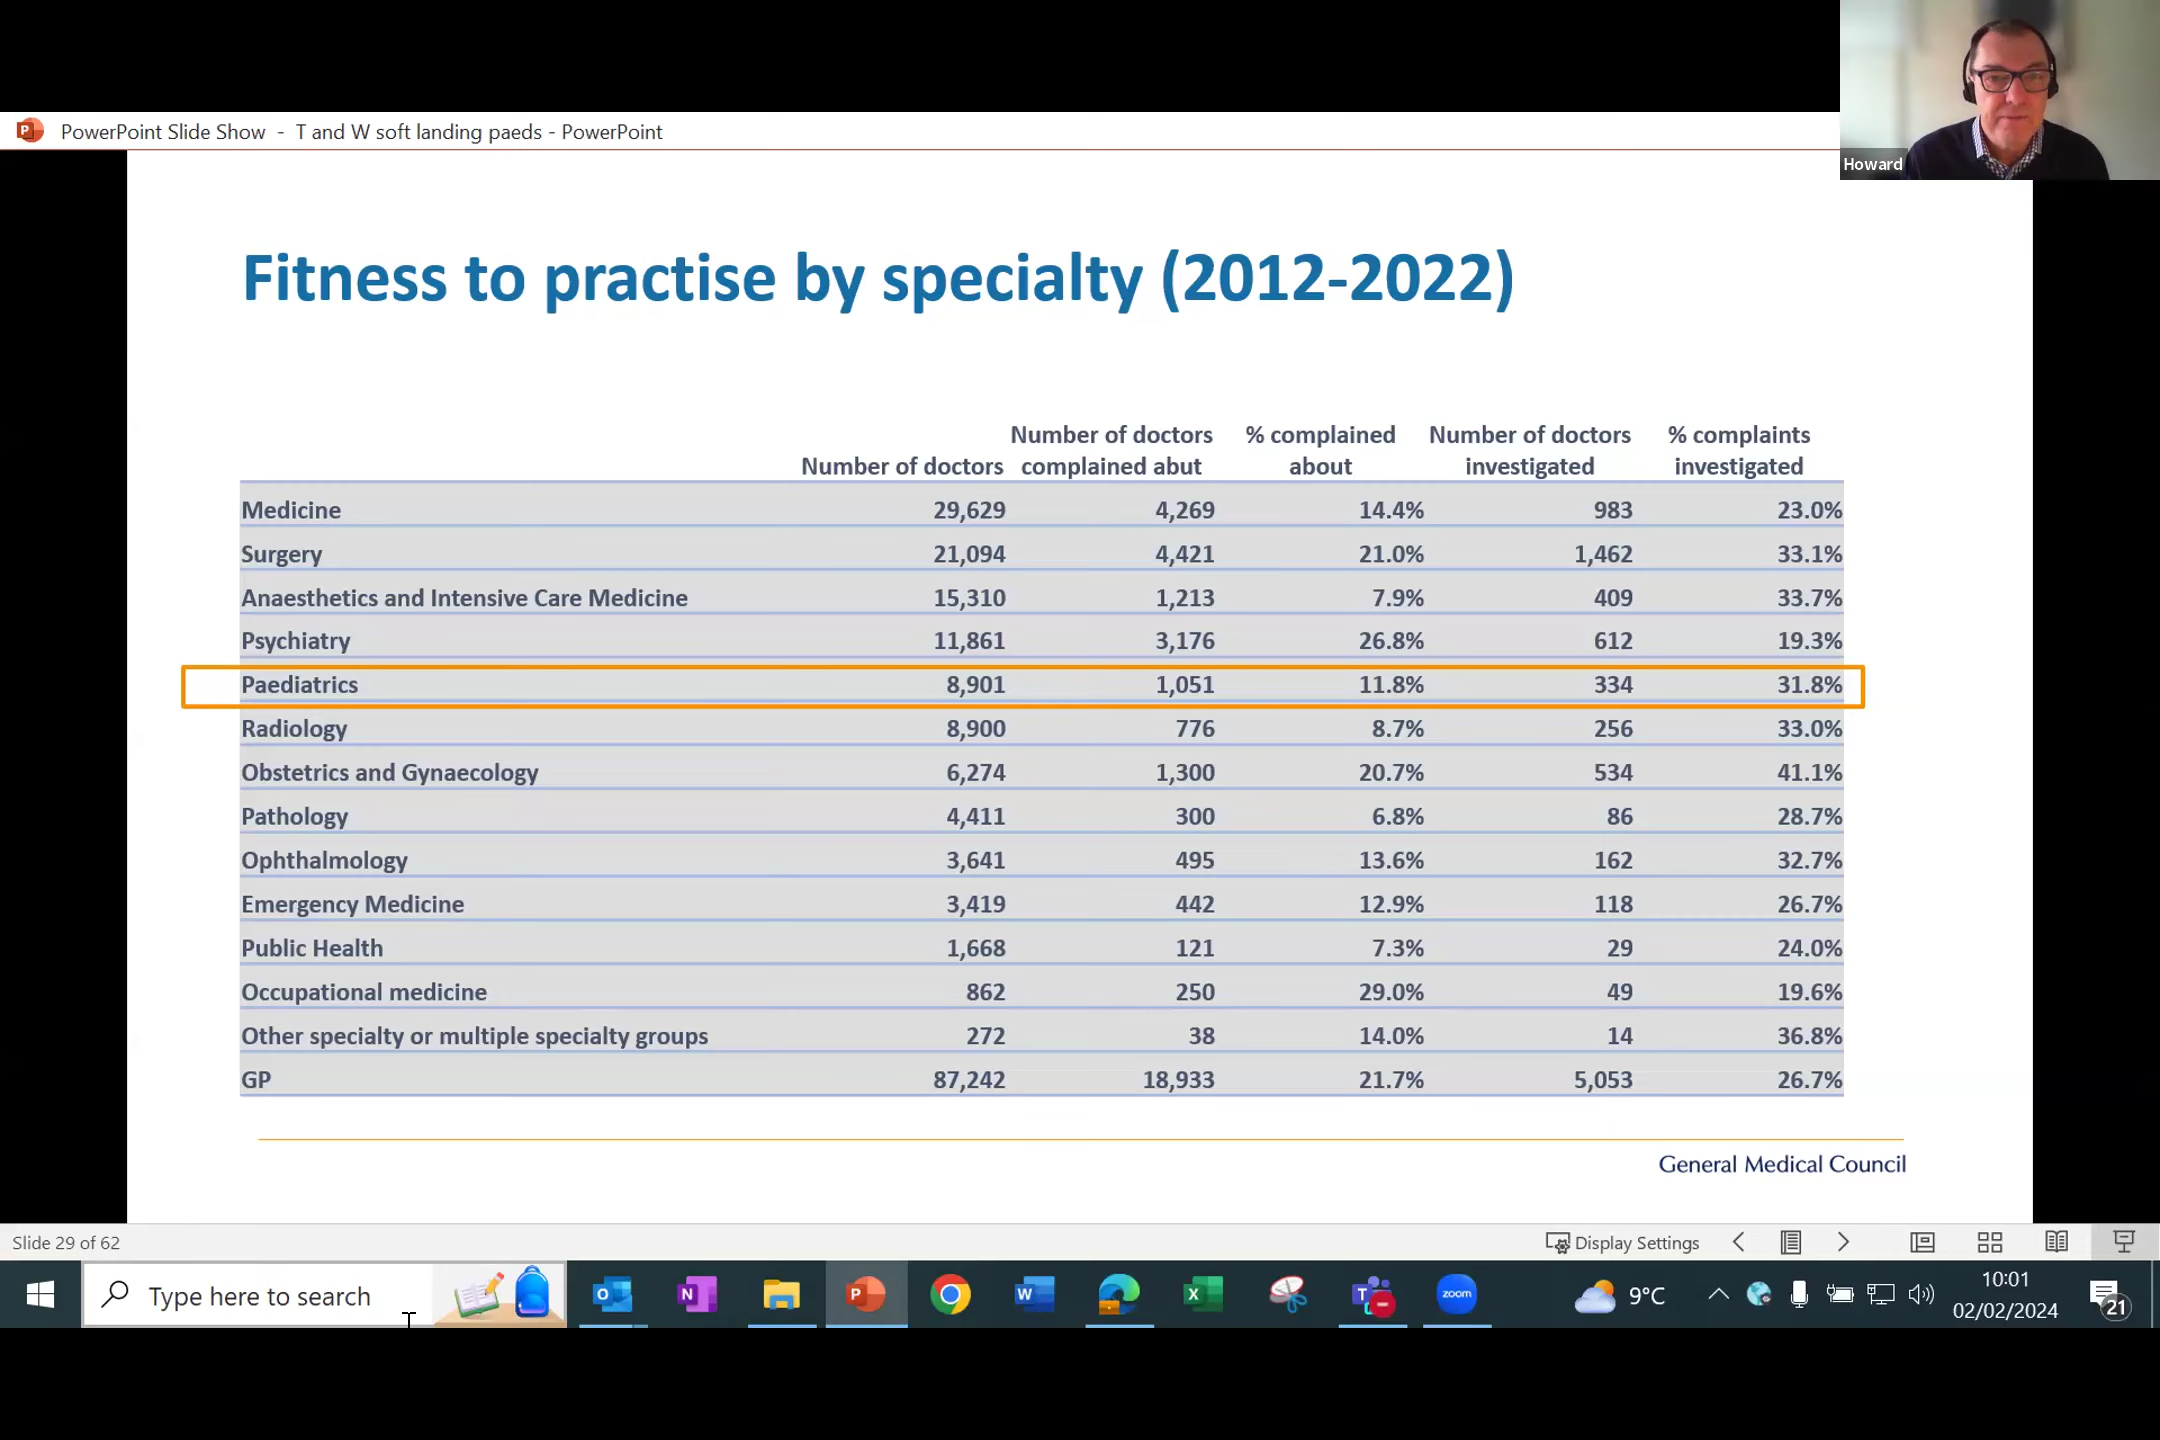 Howard
PowerPoint Slide Show - T and W soft landing paeds - PowerPoint
Fitness to practise by specialty (2012-2022)
Number of doctors Number of doctors complained abut % complained about Number of doctors investigated % complaints investigated
Medicine 29,629 4,269 14.4% 983 23.0%
Surgery 21,094 4,421 21.0% 1,462 33.1%
Anaesthetics and Intensive Care Medicine 15,310 1,213 7.9% 409 33.7%
Psychiatry 11,861 3,176 26.8% 612 19.3%
Paediatrics 8,901 1,051 11.8% 334 31.8%
Radiology 8,900 776 8.7% 256 33.0%
Obstetrics and Gynaecology 6,274 1,300 20.7% 534 41.1%
Pathology 4,411 300 6.8% 86 28.7%
Ophthalmology 3,641 495 13.6% 162 32.7%
Emergency Medicine 3,419 442 12.9% 118 26.7%
Public Health 1,668 121 7.3% 29 24.0%
Occupational medicine 862 250 29.0% 49 19.6%
Other specialty or multiple specialty groups 272 38 14.0% 14 36.8%
GP 87,242 18,933 21.7% 5,053 26.7%
General Medical Council
Slide 29 of 62 Display Settings
Type here to search zoom 9°C 10:01
02/02/2024 21